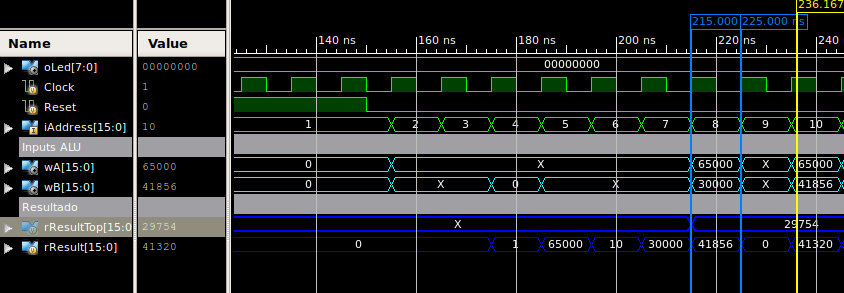 236.167
215.000 225.000 ns
Name Value 140 ns 160 ns 180 ns 200 ns 220 ns 240
oLed[7:0] 00000000 00000000
Clock 1
Reset 0
iAddress[15:0] 10 1 2 3 4 5 6 7 8 9 10
Inputs ALU
wA[15:0] 65000 0 X 65000 X 65000
wB[15:0] 41856 0 X 0 X 30000 X 41856
Resultado
rResultTop[15:0 29754 X 29754
rResult[15:0] 41320 0 1 65000 10 30000 41856 0 41320